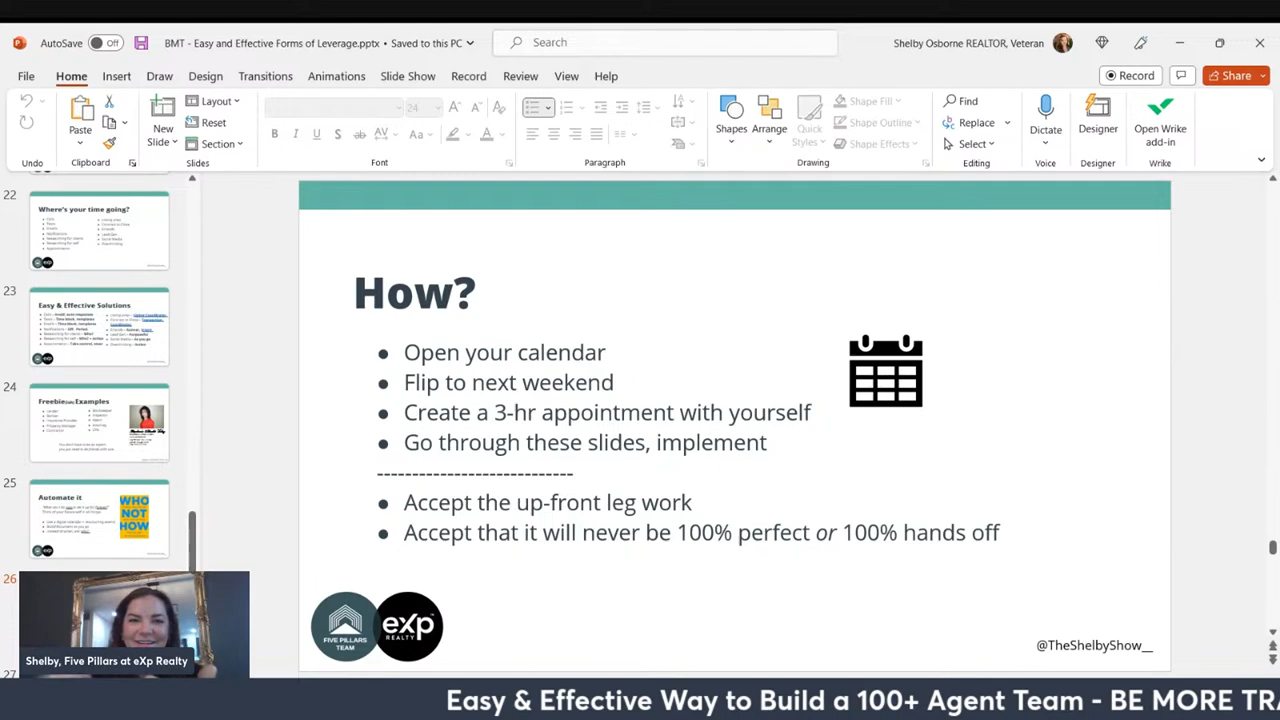 AutoSave Off BMT - Easy and Effective Forms of Leverage.pptx • Saved to this PC Search Shelby Osborne REALTOR, Veteran
File Home Insert Draw Design Transitions Animations Slide Show Record Review View Help Record Share
Undo
Paste
Clipboard
New
Slide
Layout
Reset
Section
Slides
24
Font
Paragraph
Shapes
Arrange
Quick
Styles
Shape Fill
Shape Outline
Shape Effects
Drawing
Find
Replace
Select
Editing
Dictate
Voice
Designer
Designer
Open Wrike
add-in
Wrike
22
Where's your time going?
23
Easy & Effective Solutions
24
Freebie Examples
25
Automate it
WHO
NOT
HOW
26
27
How?
● Open your calendar
● Flip to next weekend
● Create a 3-hr appointment with yourself
● Go through these slides, implement
----------------------------
● Accept the up-front leg work
● Accept that it will never be 100% perfect or 100% hands off
FIVE PILLARS
TEAM
eXp
REALTY
@TheShelbyShow__
Shelby, Five Pillars at eXp Realty
Easy & Effective Way to Build a 100+ Agent Team - BE MORE TRA